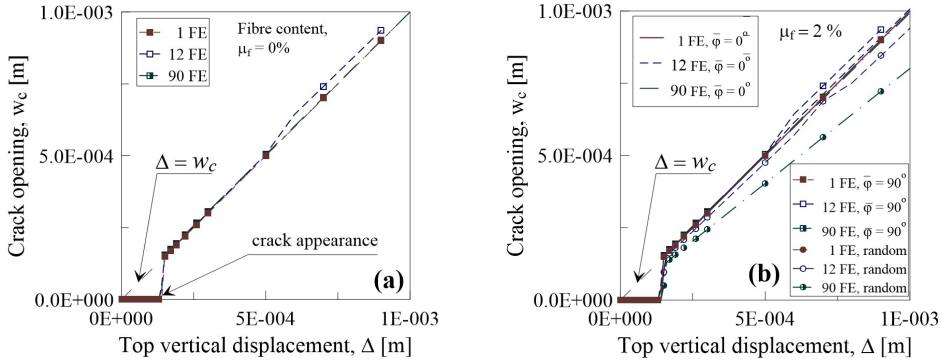 1.0E-003
5.0E-004
0.0E+000
Crack opening, w_c [m]
1 FE
12 FE
90 FE
Fibre content,
μ_f = 0%
Δ = w_c
crack appearance
(a)
0E+000
5E-004
1E-003
Top vertical displacement, Δ [m]
1.0E-003
5.0E-004
0.0E+000
Crack opening, w_c [m]
1 FE, φ̅ = 0°
12 FE, φ̅ = 0°
90 FE, φ̅ = 0°
μ_f = 2 %
Δ = w_c
1 FE, φ̅ = 90°
12 FE, φ̅ = 90°
90 FE, φ̅ = 90°
1 FE, random
12 FE, random
90 FE, random
(b)
0E+000
5E-004
1E-003
Top vertical displacement, Δ [m]